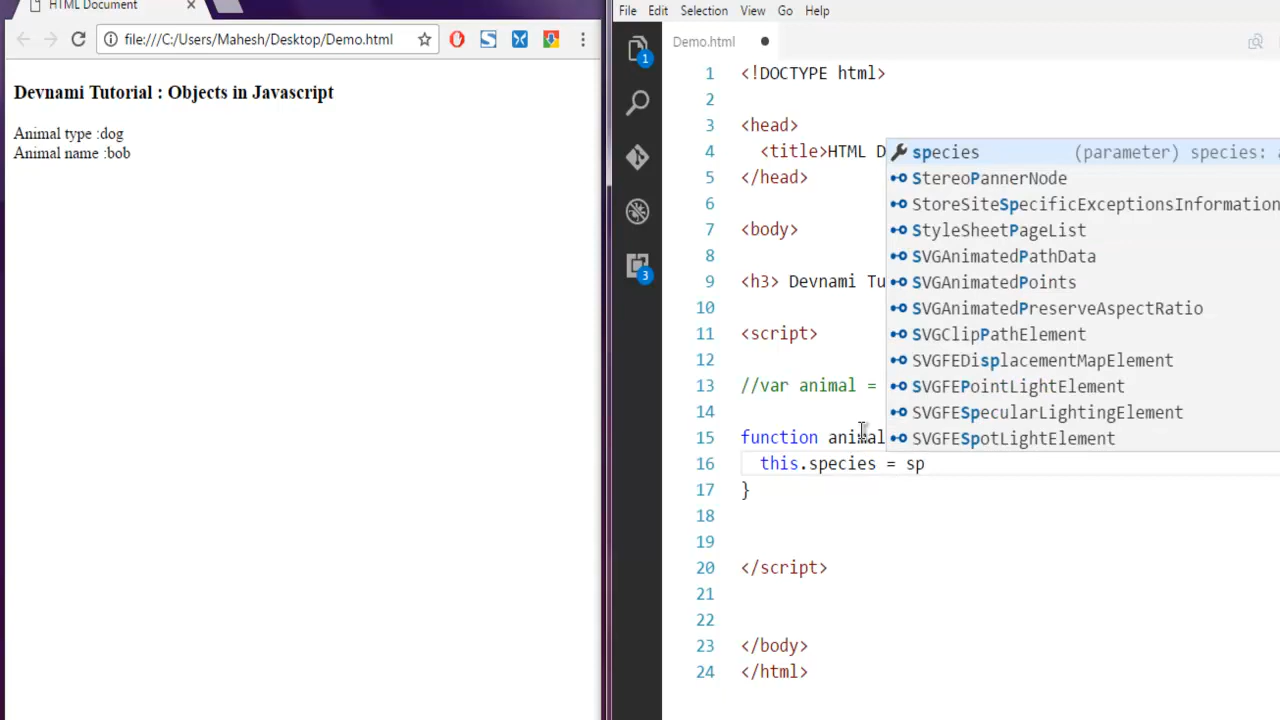 HTML Document
file:///C:/Users/Mahesh/Desktop/Demo.html
Devnami Tutorial : Objects in Javascript
Animal type :dog
Animal name :bob
File Edit Selection View Go Help
Demo.html
1
3
1 <!DOCTYPE html>
2
3 <head>
4 <title>HTML D
5 </head>
6
7 <body>
8
9 <h3> Devnami Tu
10
11 <script>
12
13 //var animal =
14
15 function animal
16 this.species = sp
17 }
18
19
20 </script>
21
22
23 </body>
24 </html>
species (parameter) species:
StereoPannerNode
StoreSiteSpecificExceptionsInformation
StyleSheetPageList
SVGAnimatedPathData
SVGAnimatedPoints
SVGAnimatedPreserveAspectRatio
SVGClipPathElement
SVGFEDisplacementMapElement
SVGFEPointLightElement
SVGFESpecularLightingElement
SVGFESpotLightElement